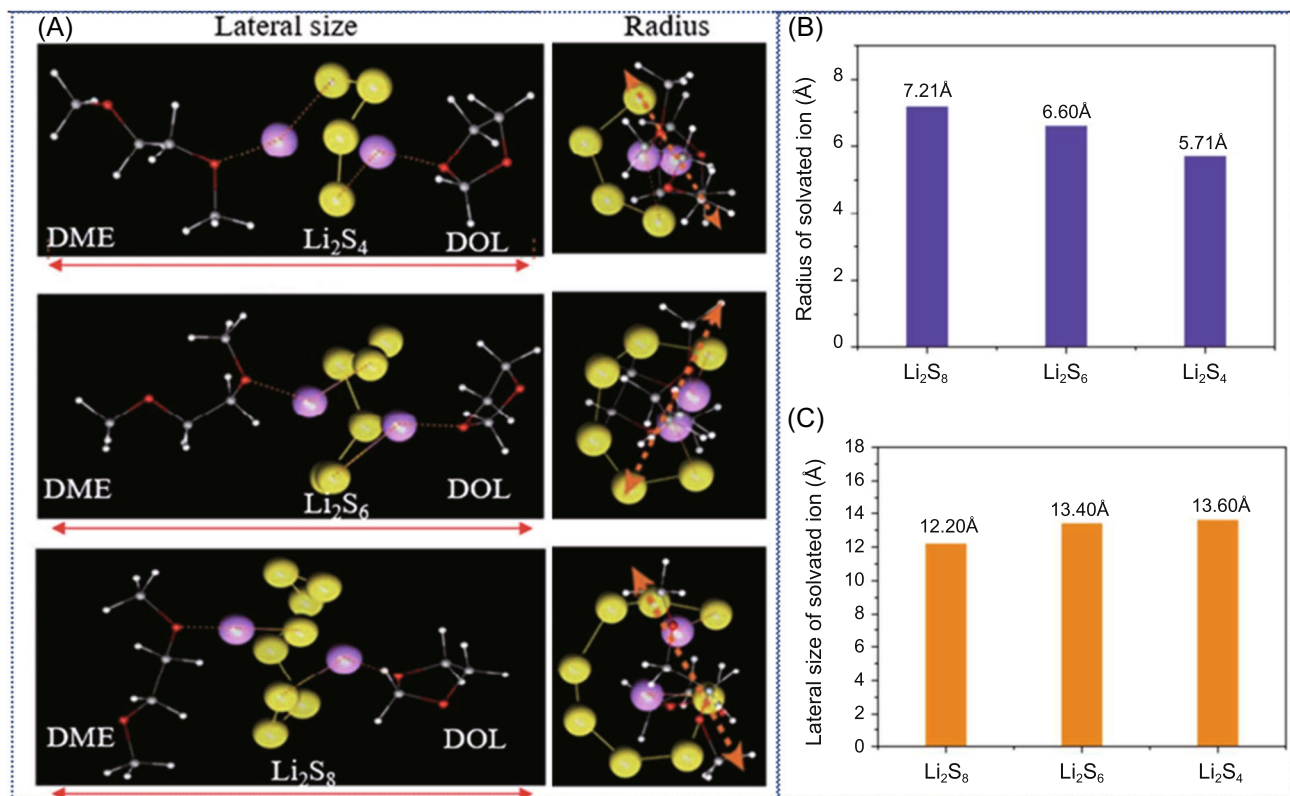 (A)
Lateral size
Radius
DME
Li₂S₄
DOL
DME
Li₂S₆
DOL
DME
Li₂S₈
DOL
(B)
Radius of solvated ion (Å)
8
6
4
2
0
7.21Å
6.60Å
5.71Å
Li₂S₈
Li₂S₆
Li₂S₄
(C)
Lateral size of solvated ion (Å)
18
16
14
12
10
8
6
4
2
0
12.20Å
13.40Å
13.60Å
Li₂S₈
Li₂S₆
Li₂S₄